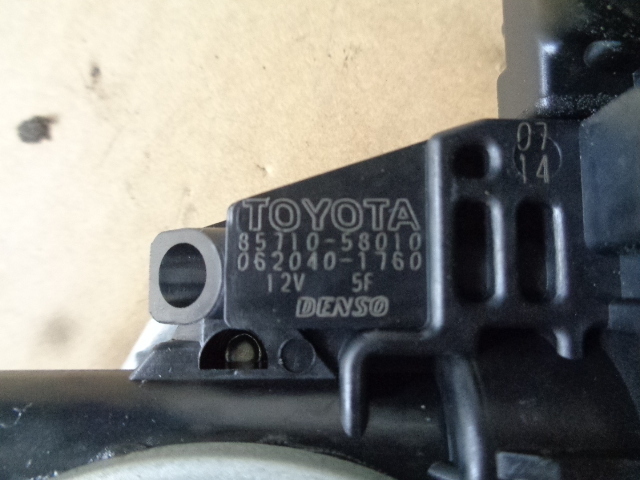 TOYOTA
85710-58010
062040-1760
12V 5F
DENSO
07
14